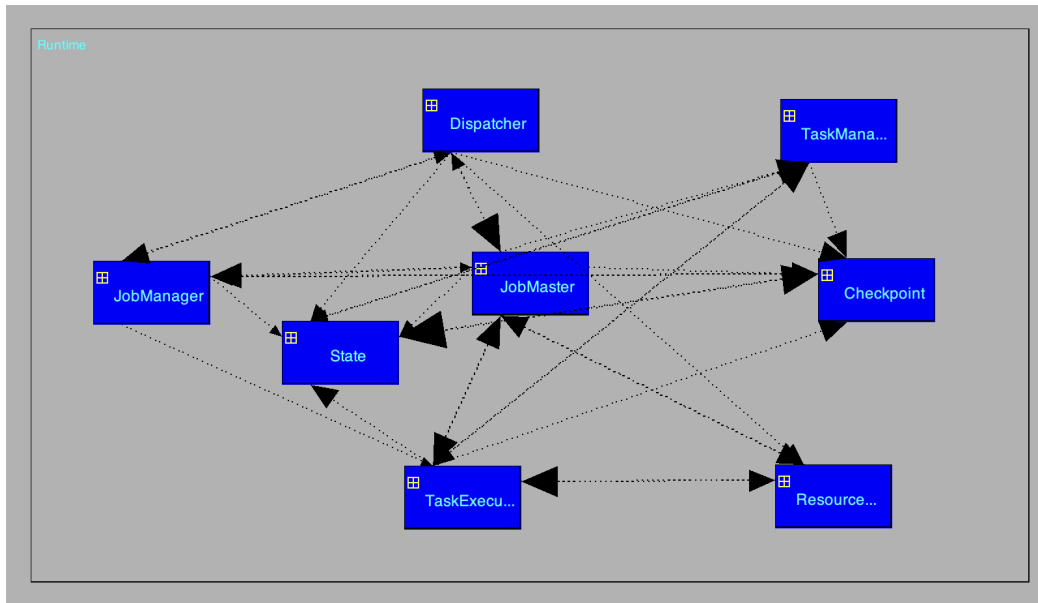 Runtime
Dispatcher
TaskMana...
JobManager
JobMaster
Checkpoint
State
TaskExecu...
Resource...